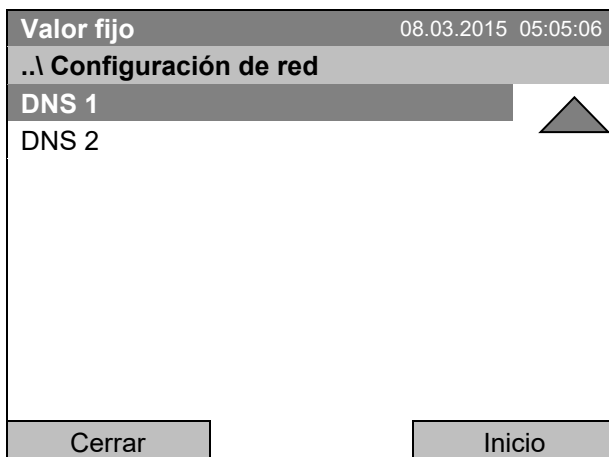 Valor fijo 08.03.2015 05:05:06
..\ Configuración de red
DNS 1
DNS 2
Cerrar Inicio